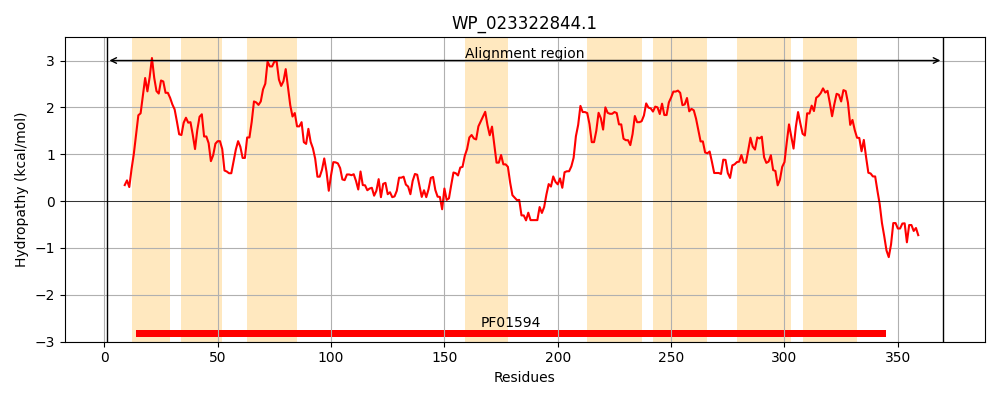 WP_023322844.1
Hydropathy (kcal/mol)
3
2
1
0
−1
−2
−3
Alignment region
PF01594
0 50 100 150 200 250 300 350
Residues